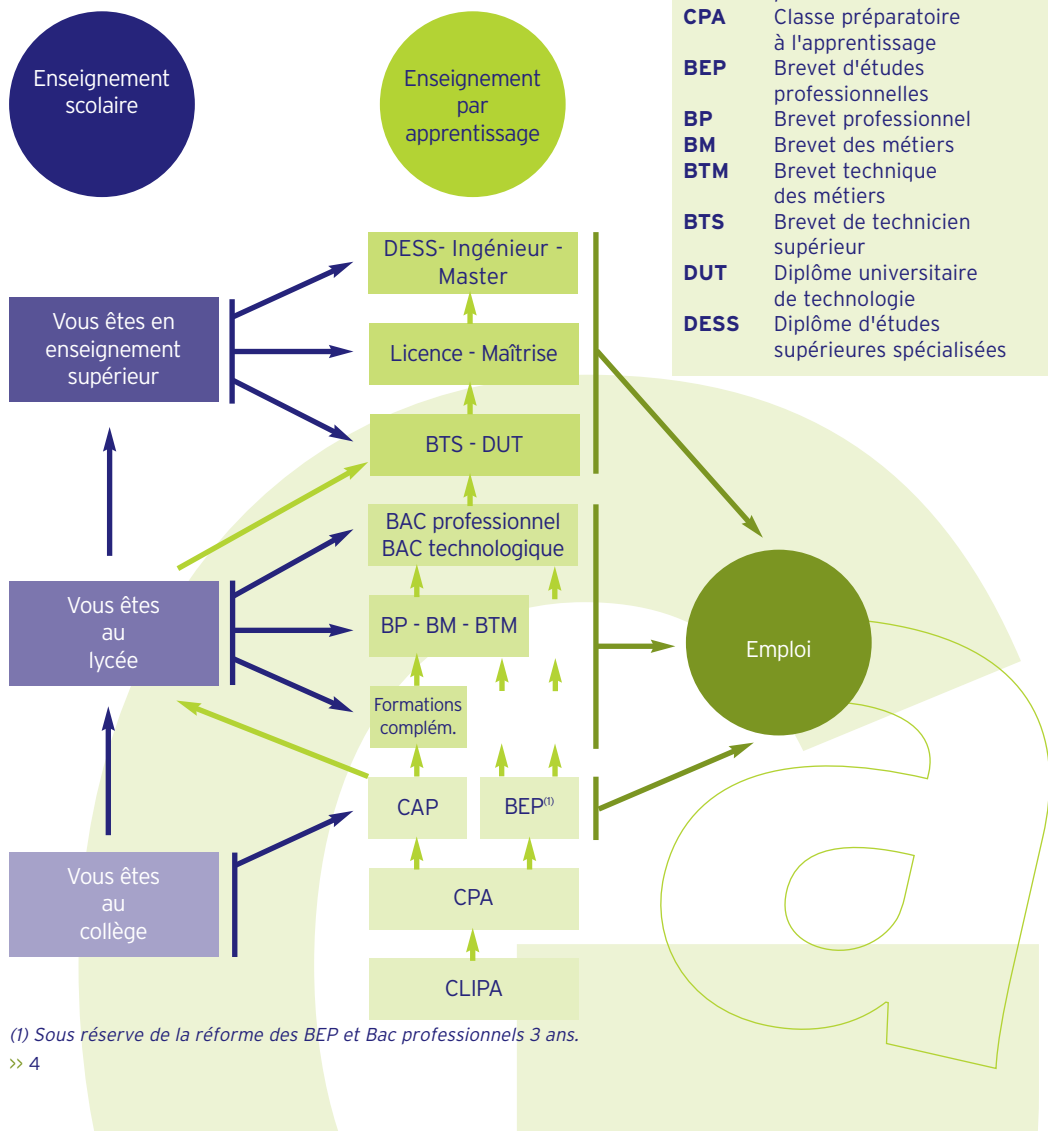 Enseignement
scolaire
Enseignement
par
apprentissage
CPA Classe préparatoire
à l'apprentissage
BEP Brevet d'études
professionnelles
BP Brevet professionnel
BM Brevet des métiers
BTM Brevet technique
des métiers
BTS Brevet de technicien
supérieur
DUT Diplôme universitaire
de technologie
DESS Diplôme d'études
supérieures spécialisées
DESS- Ingénieur -
Master
Vous êtes en
enseignement
supérieur
Licence - Maîtrise
BTS - DUT
BAC professionnel
BAC technologique
Vous êtes
au
lycée
BP - BM - BTM
Emploi
Formations
complém.
CAP
BEP(1)
Vous êtes
au
collège
CPA
CLIPA
(1) Sous réserve de la réforme des BEP et Bac professionnels 3 ans.
>> 4